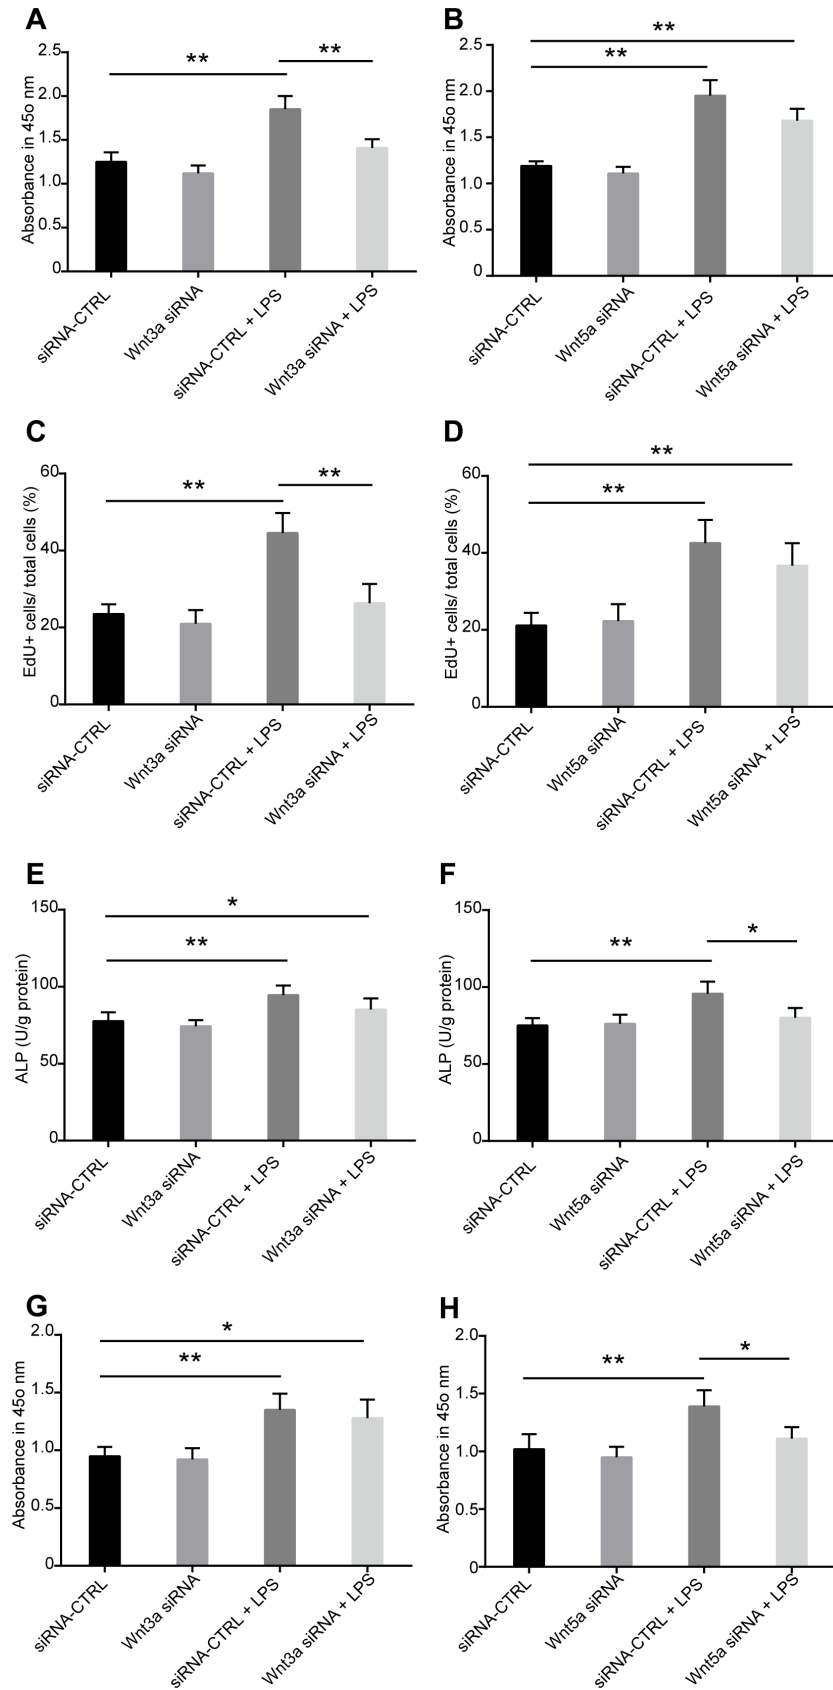 A
Absorbance in 45o nm
2.5
2.0
1.5
1.0
0.5
0
**
**
siRNA-CTRL
Wnt3a siRNA
siRNA-CTRL + LPS
Wnt3a siRNA + LPS
B
Absorbance in 45o nm
2.5
2.0
1.5
1.0
0.5
0
**
**
siRNA-CTRL
Wnt5a siRNA
siRNA-CTRL + LPS
Wnt5a siRNA + LPS
C
EdU+ cells/ total cells (%)
60
40
20
0
**
**
siRNA-CTRL
Wnt3a siRNA
siRNA-CTRL + LPS
Wnt3a siRNA + LPS
D
EdU+ cells/ total cells (%)
60
40
20
0
**
**
siRNA-CTRL
Wnt5a siRNA
siRNA-CTRL + LPS
Wnt5a siRNA + LPS
E
ALP (U/g protein)
150
100
50
0
*
**
siRNA-CTRL
Wnt3a siRNA
siRNA-CTRL + LPS
Wnt3a siRNA + LPS
F
ALP (U/g protein)
150
100
50
0
**
*
siRNA-CTRL
Wnt5a siRNA
siRNA-CTRL + LPS
Wnt5a siRNA + LPS
G
Absorbance in 45o nm
2.0
1.5
1.0
0.5
0
*
**
siRNA-CTRL
Wnt3a siRNA
siRNA-CTRL + LPS
Wnt3a siRNA + LPS
H
Absorbance in 45o nm
2.0
1.5
1.0
0.5
0
**
*
siRNA-CTRL
Wnt5a siRNA
siRNA-CTRL + LPS
Wnt5a siRNA + LPS